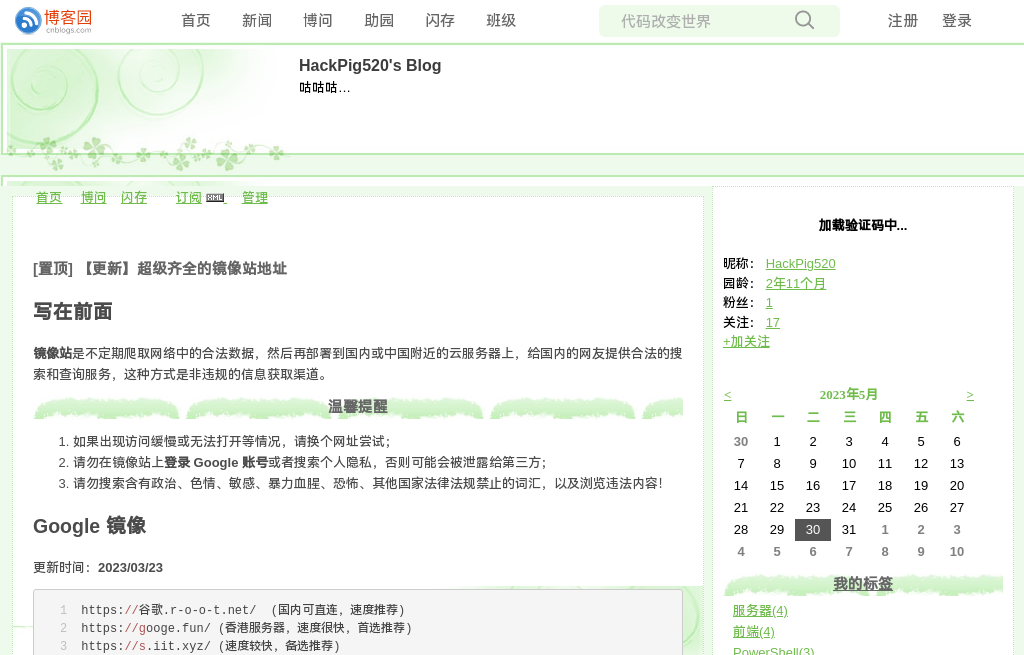 博客园
cnblogs.com
首页 新闻 博问 助园 闪存 班级
代码改变世界
注册 登录
HackPig520's Blog
咕咕咕…
首页 博问 闪存 订阅 XML 管理
[置顶] 【更新】超级齐全的镜像站地址
写在前面
镜像站是不定期爬取网络中的合法数据，然后再部署到国内或中国附近的云服务器上，给国内的网友提供合法的搜
索和查询服务，这种方式是非违规的信息获取渠道。
温馨提醒
1. 如果出现访问缓慢或无法打开等情况，请换个网址尝试；
2. 请勿在镜像站上登录 Google 账号或者搜索个人隐私，否则可能会被泄露给第三方；
3. 请勿搜索含有政治、色情、敏感、暴力血腥、恐怖、其他国家法律法规禁止的词汇，以及浏览违法内容！
Google 镜像
更新时间：2023/03/23
1 https://谷歌.r-o-o-t.net/ （国内可直连，速度推荐）
2 https://googe.fun/ (香港服务器，速度很快，首选推荐)
3 https://s.iit.xyz/ (速度较快，备选推荐)
加载验证码中...
昵称： HackPig520
园龄： 2年11个月
粉丝： 1
关注： 17
+加关注
< 2023年5月 >
日 一 二 三 四 五 六
30 1 2 3 4 5 6
7 8 9 10 11 12 13
14 15 16 17 18 19 20
21 22 23 24 25 26 27
28 29 30 31 1 2 3
4 5 6 7 8 9 10
我的标签
服务器(4)
前端(4)
PowerShell(3)